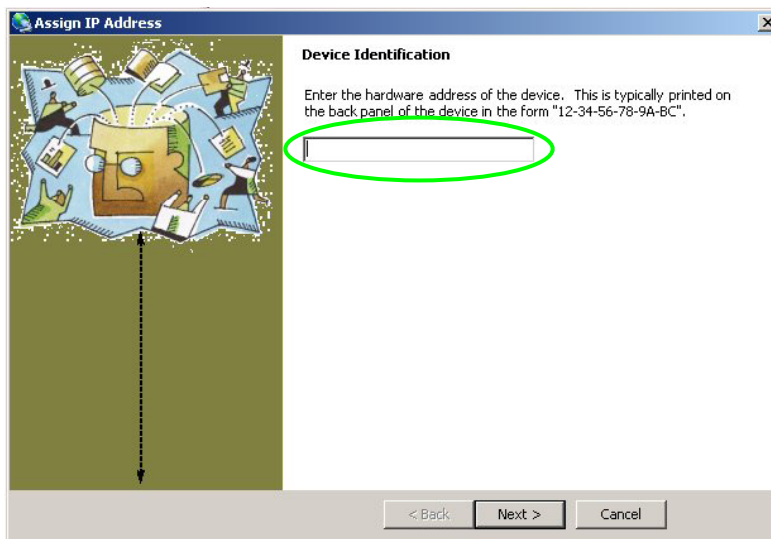 Assign IP Address
Device Identification
Enter the hardware address of the device. This is typically printed on
the back panel of the device in the form "12-34-56-78-9A-BC".
< Back Next > Cancel